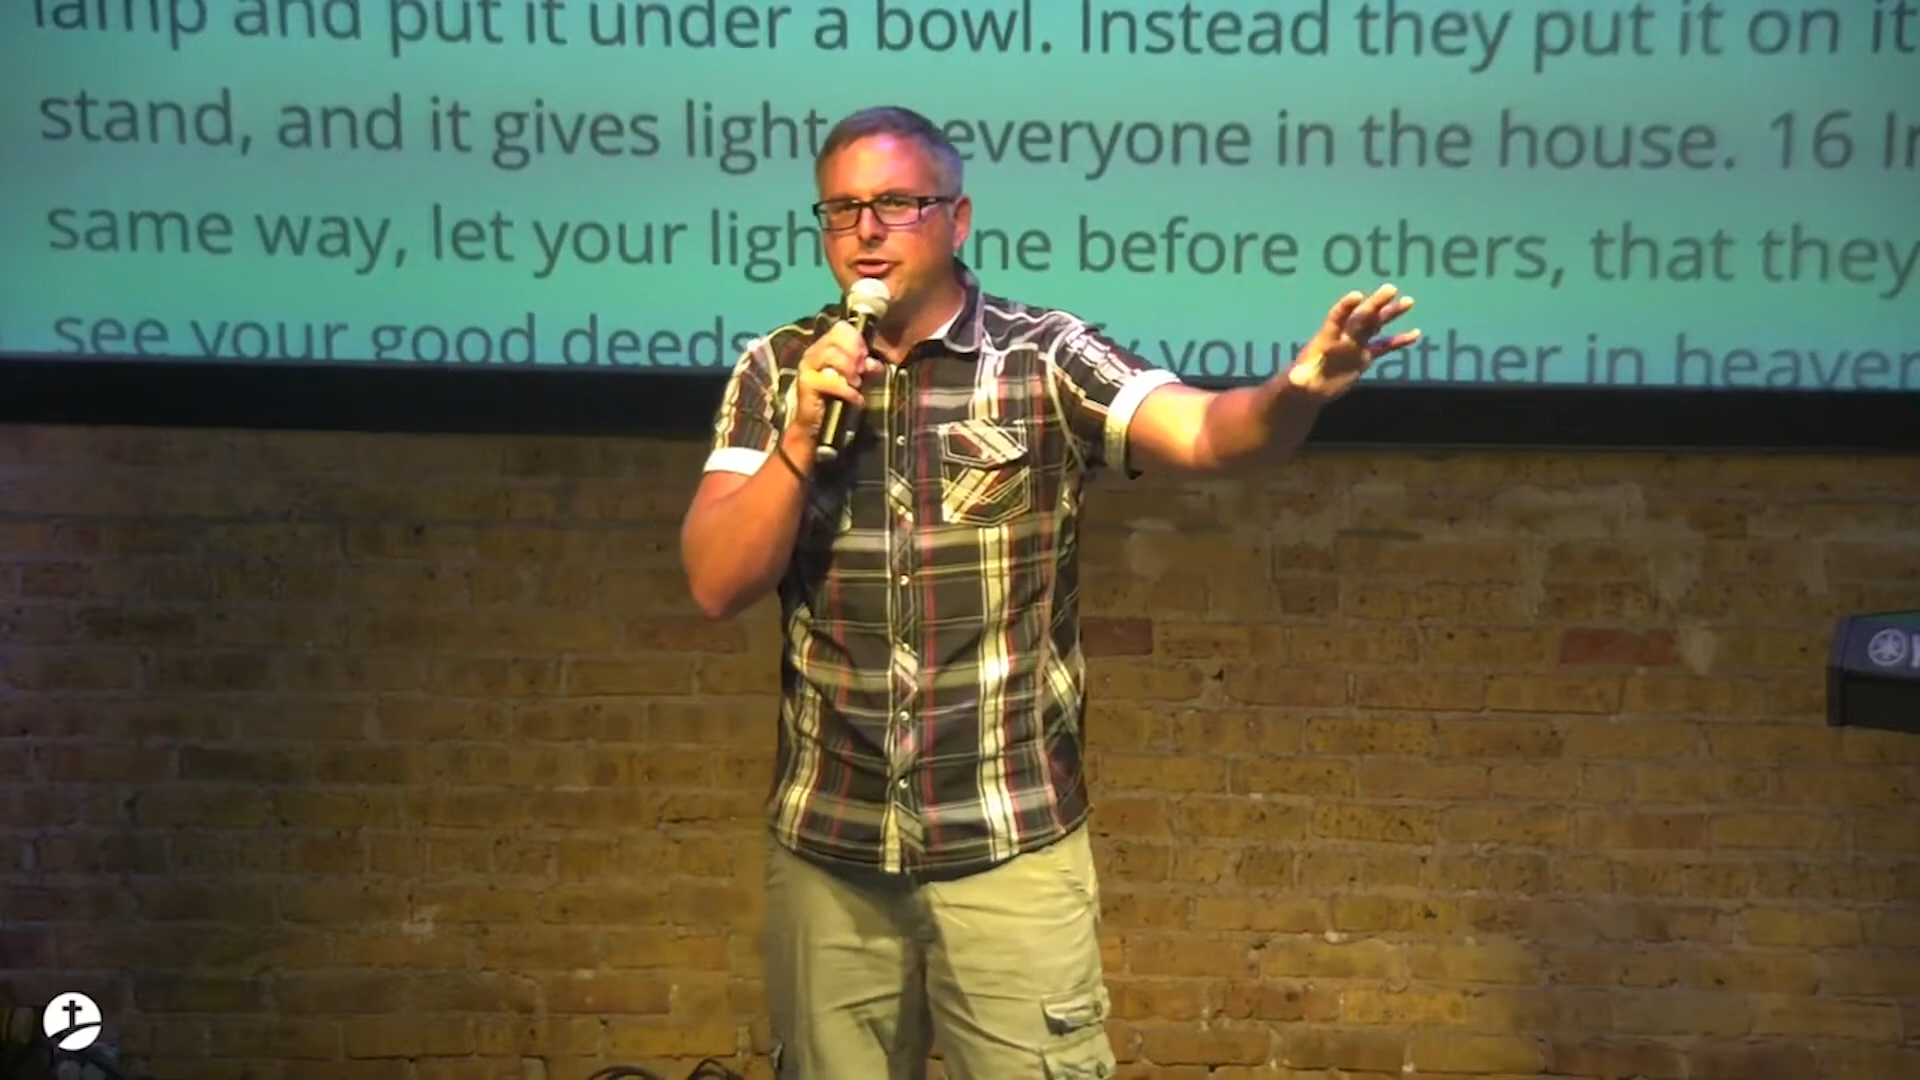 lamp and put it under a bowl. Instead they put it on it
stand, and it gives light everyone in the house. 16 In
same way, let your ligh ne before others, that they
see your good deeds y your ather in heaven